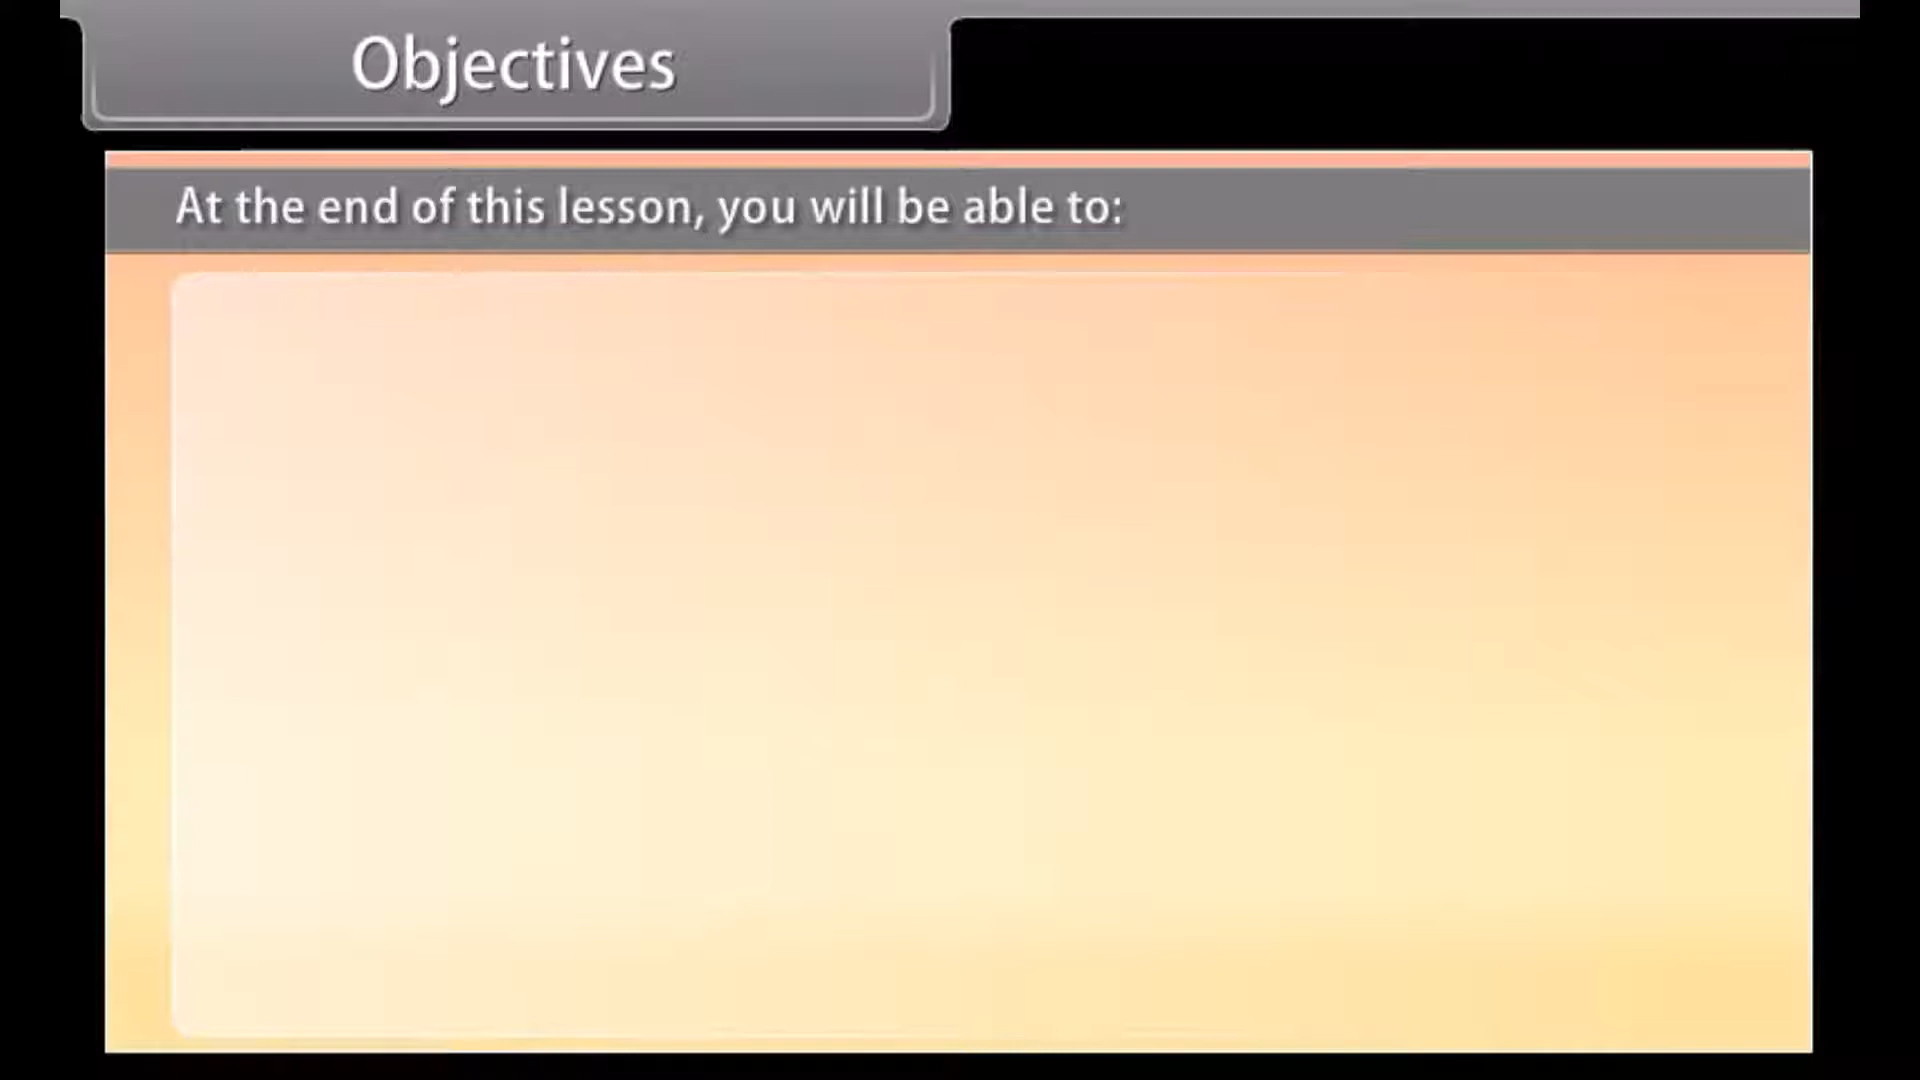 Objectives
At the end of this lesson, you will be able to: